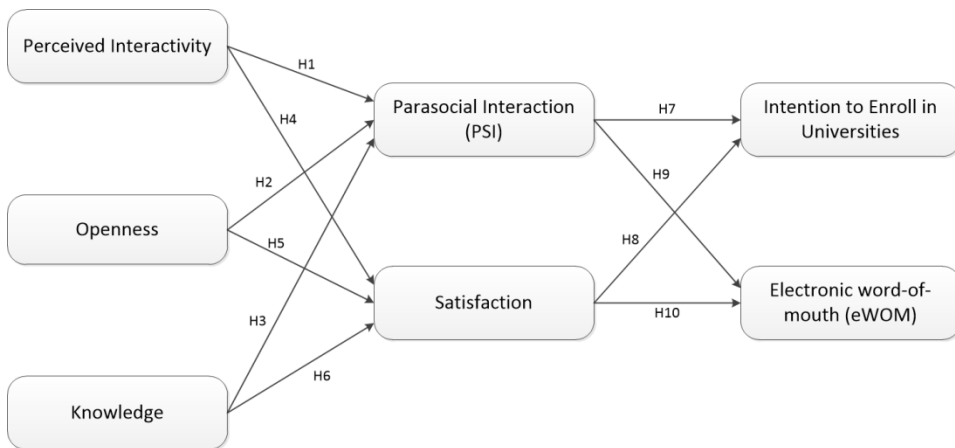 Perceived Interactivity
H1
Parasocial Interaction
(PSI)
H7
Intention to Enroll in
Universities
H4
H9
H2
Openness
H5
H8
Satisfaction
Electronic word-of-
mouth (eWOM)
H10
H3
H6
Knowledge